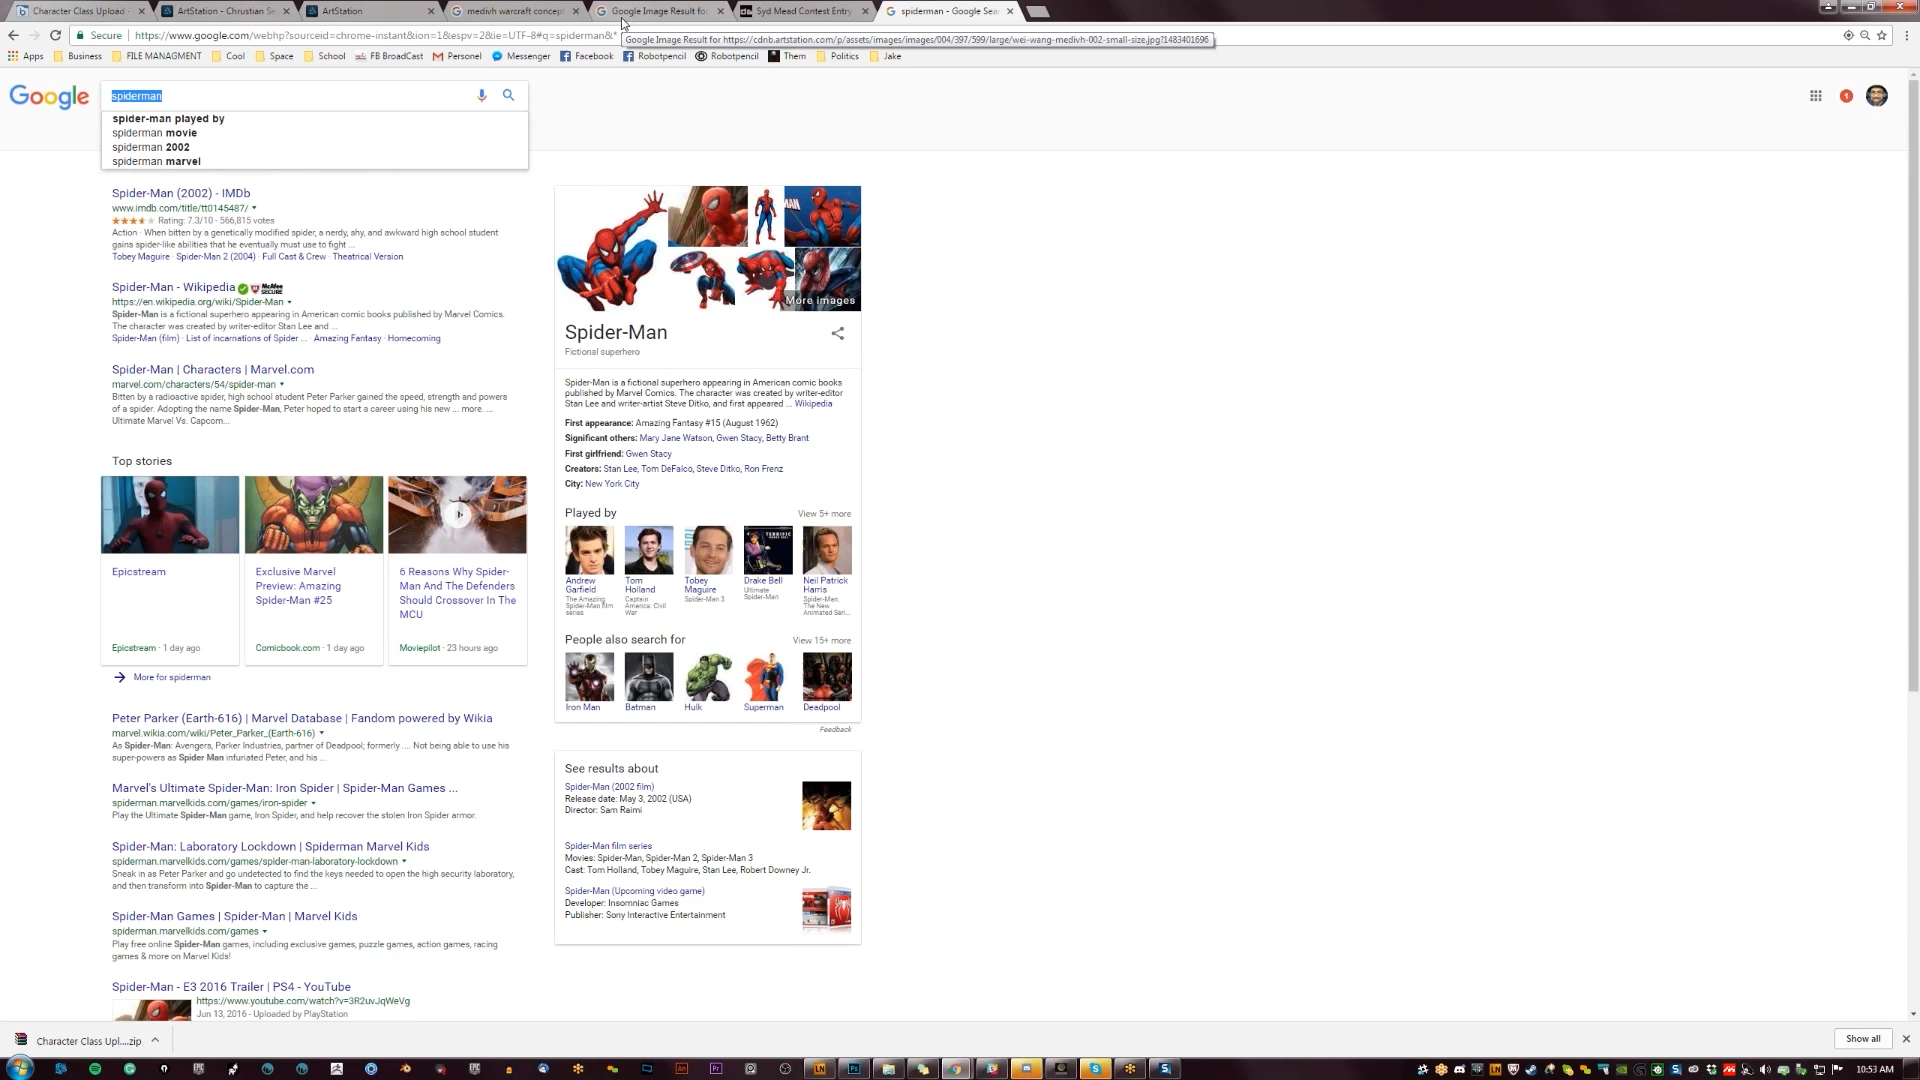 Character Class Upload -
ArtStation - Chrustian Se
ArtStation
medivh warcraft concept
Google Image Result for
Syd Mead Contest Entry
spiderman - Google Sea
Secure
https://www.google.com/webhp?sourceid=chrome-instant&ion=1&espv=2&ie=UTF-8#q=spiderman&*
Google Image Result for https://cdnb.artstation.com/p/assets/images/images/004/397/599/large/wei-wang-medivh-002-small-size.jpg?1483401696
Apps
Business
FILE MANAGMENT
Cool
Space
School
FB BroadCast
Personel
Messenger
Facebook
Robotpencil
Robotpencil
Them
Politics
Jake
Google
spiderman
1
spider-man played by
spiderman movie
spiderman 2002
spiderman marvel
Spider-Man (2002) - IMDb
www.imdb.com/title/tt0145487/
Rating: 7.3/10 - 566,815 votes
Action · When bitten by a genetically modified spider, a nerdy, shy, and awkward high school student
gains spider-like abilities that he eventually must use to fight ...
Tobey Maguire · Spider-Man 2 (2004) · Full Cast & Crew · Theatrical Version
Spider-Man - Wikipedia
McAfee
SECURE
https://en.wikipedia.org/wiki/Spider-Man
Spider-Man is a fictional superhero appearing in American comic books published by Marvel Comics.
The character was created by writer-editor Stan Lee and ...
Spider-Man (film) · List of incarnations of Spider ... · Amazing Fantasy · Homecoming
Spider-Man | Characters | Marvel.com
marvel.com/characters/54/spider-man
Bitten by a radioactive spider, high school student Peter Parker gained the speed, strength and powers
of a spider. Adopting the name Spider-Man, Peter hoped to start a career using his new ... more. ...
Ultimate Marvel Vs. Capcom...
Top stories
Epicstream
Epicstream · 1 day ago
Exclusive Marvel
Preview: Amazing
Spider-Man #25
Comicbook.com · 1 day ago
6 Reasons Why Spider-
Man And The Defenders
Should Crossover In The
MCU
Moviepilot · 23 hours ago
More for spiderman
Peter Parker (Earth-616) | Marvel Database | Fandom powered by Wikia
marvel.wikia.com/wiki/Peter_Parker_(Earth-616)
As Spider-Man: Avengers, Parker Industries, partner of Deadpool; formerly .... Not being able to use his
super-powers as Spider Man infuriated Peter, and his ...
Marvel's Ultimate Spider-Man: Iron Spider | Spider-Man Games ...
spiderman.marvelkids.com/games/iron-spider
Play the Ultimate Spider-Man game, Iron Spider, and help recover the stolen Iron Spider armor.
Spider-Man: Laboratory Lockdown | Spiderman Marvel Kids
spiderman.marvelkids.com/games/spider-man-laboratory-lockdown
Sneak in as Peter Parker and go undetected to find the keys needed to open the high security laboratory,
and then transform into Spider-Man to capture the ...
Spider-Man Games | Spider-Man | Marvel Kids
spiderman.marvelkids.com/games
Play free online Spider-Man games, including exclusive games, puzzle games, action games, racing
games & more on Marvel Kids!
Spider-Man - E3 2016 Trailer | PS4 - YouTube
https://www.youtube.com/watch?v=3R2uvJqWeVg
Jun 13, 2016 - Uploaded by PlayStation
More images
Spider-Man
Fictional superhero
Spider-Man is a fictional superhero appearing in American comic books
published by Marvel Comics. The character was created by writer-editor
Stan Lee and writer-artist Steve Ditko, and first appeared ... Wikipedia
First appearance: Amazing Fantasy #15 (August 1962)
Significant others: Mary Jane Watson, Gwen Stacy, Betty Brant
First girlfriend: Gwen Stacy
Creators: Stan Lee, Tom DeFalco, Steve Ditko, Ron Frenz
City: New York City
Played by
View 5+ more
Andrew
Garfield
The Amazing
Spider-Man film
series
Tom
Holland
Captain
America: Civil
War
Tobey
Maguire
Spider-Man 3
Drake Bell
Ultimate
Spider-Man
Neil Patrick
Harris
Spider-Man:
The New
Animated Seri...
People also search for
View 15+ more
Iron Man
Batman
Hulk
Superman
Deadpool
Feedback
See results about
Spider-Man (2002 film)
Release date: May 3, 2002 (USA)
Director: Sam Raimi
Spider-Man film series
Movies: Spider-Man, Spider-Man 2, Spider-Man 3
Cast: Tom Holland, Tobey Maguire, Stan Lee, Robert Downey Jr.
Spider-Man (Upcoming video game)
Developer: Insomniac Games
Publisher: Sony Interactive Entertainment
Character Class Upl....zip
Show all
10:53 AM